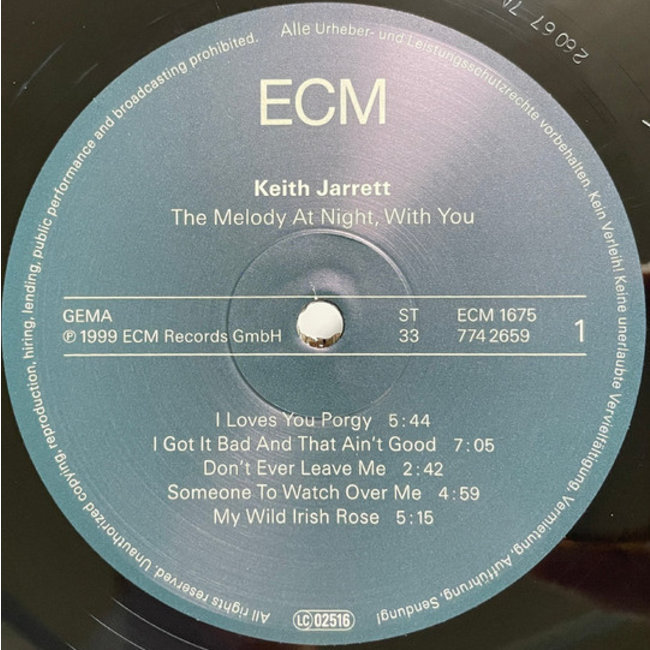 ECM
Keith Jarrett
The Melody At Night, With You
GEMA ST ECM 1675
℗ 1999 ECM Records GmbH 33 774 2659 1
I Loves You Porgy 5:44
I Got It Bad And That Ain't Good 7:05
Don't Ever Leave Me 2:42
Someone To Watch Over Me 4:59
My Wild Irish Rose 5:15
LC 02516
Alle Urheber- und Leistungsschutzrechte vorbehalten. Kein Verleih! Keine unerlaubte Vervielfältigung, Vermietung, Aufführung, Sendung!
All rights reserved. Unauthorized copying, reproduction, hiring, lending, public performance and broadcasting prohibited.